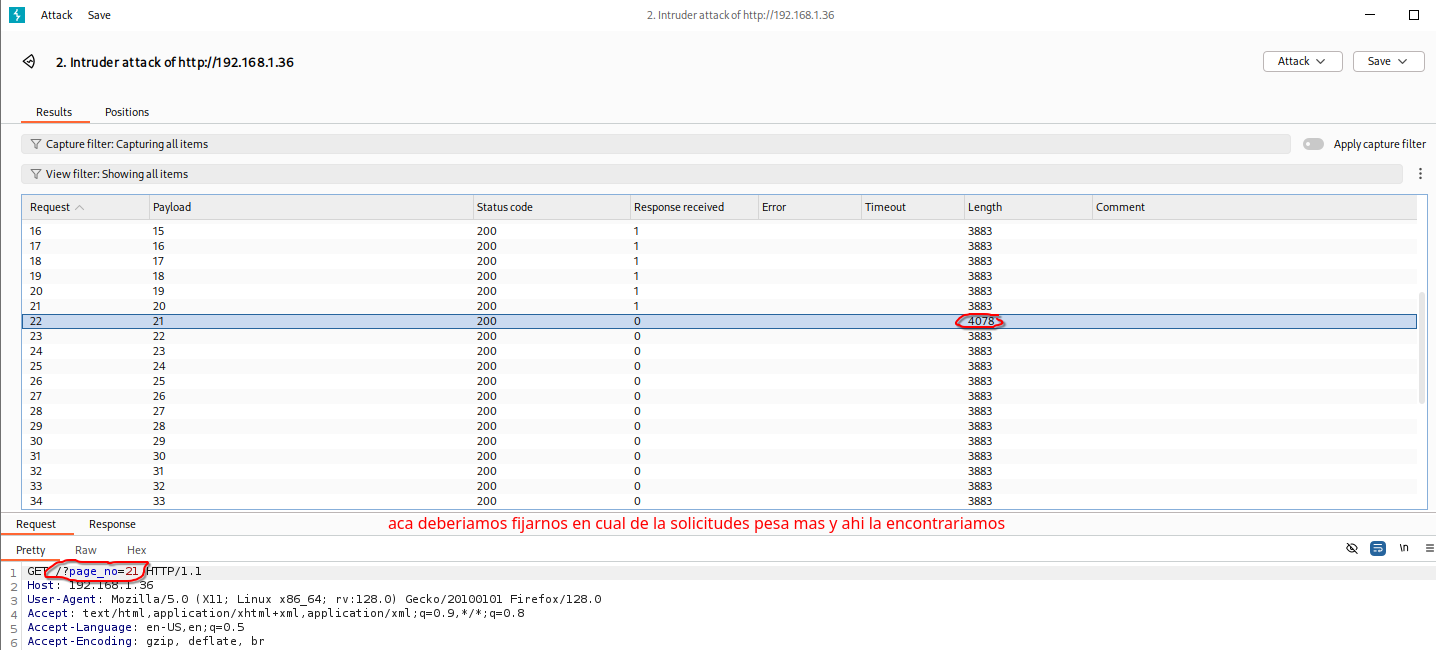 Attack Save 2. Intruder attack of http://192.168.1.36
2. Intruder attack of http://192.168.1.36 Attack Save
Results Positions
Capture filter: Capturing all items Apply capture filter
View filter: Showing all items
Request Payload Status code Response received Error Timeout Length Comment
16 15 200 1 3883
17 16 200 1 3883
18 17 200 1 3883
19 18 200 1 3883
20 19 200 1 3883
21 20 200 1 3883
22 21 200 0 4078
23 22 200 0 3883
24 23 200 0 3883
25 24 200 0 3883
26 25 200 0 3883
27 26 200 0 3883
28 27 200 0 3883
29 28 200 0 3883
30 29 200 0 3883
31 30 200 0 3883
32 31 200 0 3883
33 32 200 0 3883
34 33 200 0 3883
Request Response aca deberiamos fijarnos en cual de la solicitudes pesa mas y ahi la encontrariamos
Pretty Raw Hex \n
1 GET /?page_no=21 HTTP/1.1
2 Host: 192.168.1.36
3 User-Agent: Mozilla/5.0 (X11; Linux x86_64; rv:128.0) Gecko/20100101 Firefox/128.0
4 Accept: text/html,application/xhtml+xml,application/xml;q=0.9,*/*;q=0.8
5 Accept-Language: en-US,en;q=0.5
6 Accept-Encoding: gzip, deflate, br